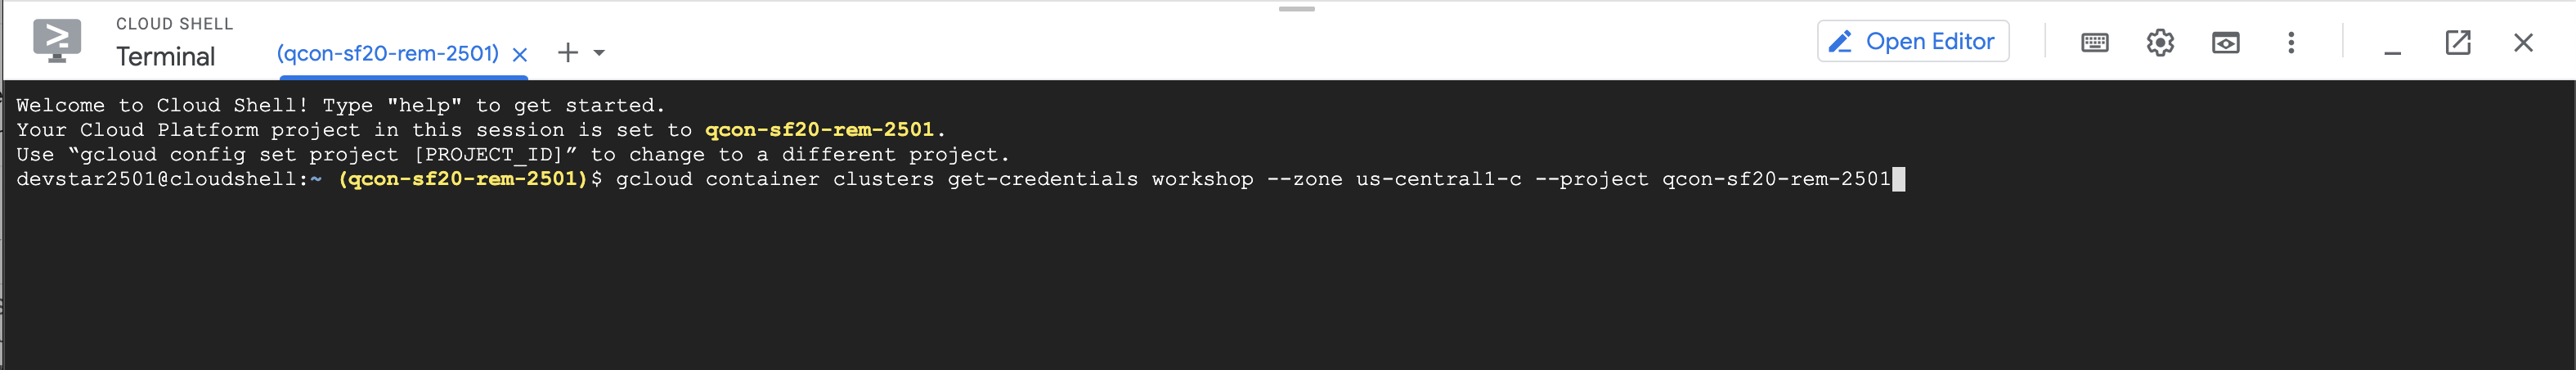 CLOUD SHELL
Terminal
(qcon-sf20-rem-2501)
Open Editor
Welcome to Cloud Shell! Type "help" to get started.
Your Cloud Platform project in this session is set to qcon-sf20-rem-2501.
Use “gcloud config set project [PROJECT_ID]” to change to a different project.
devstar2501@cloudshell:~ (qcon-sf20-rem-2501)$ gcloud container clusters get-credentials workshop --zone us-central1-c --project qcon-sf20-rem-2501